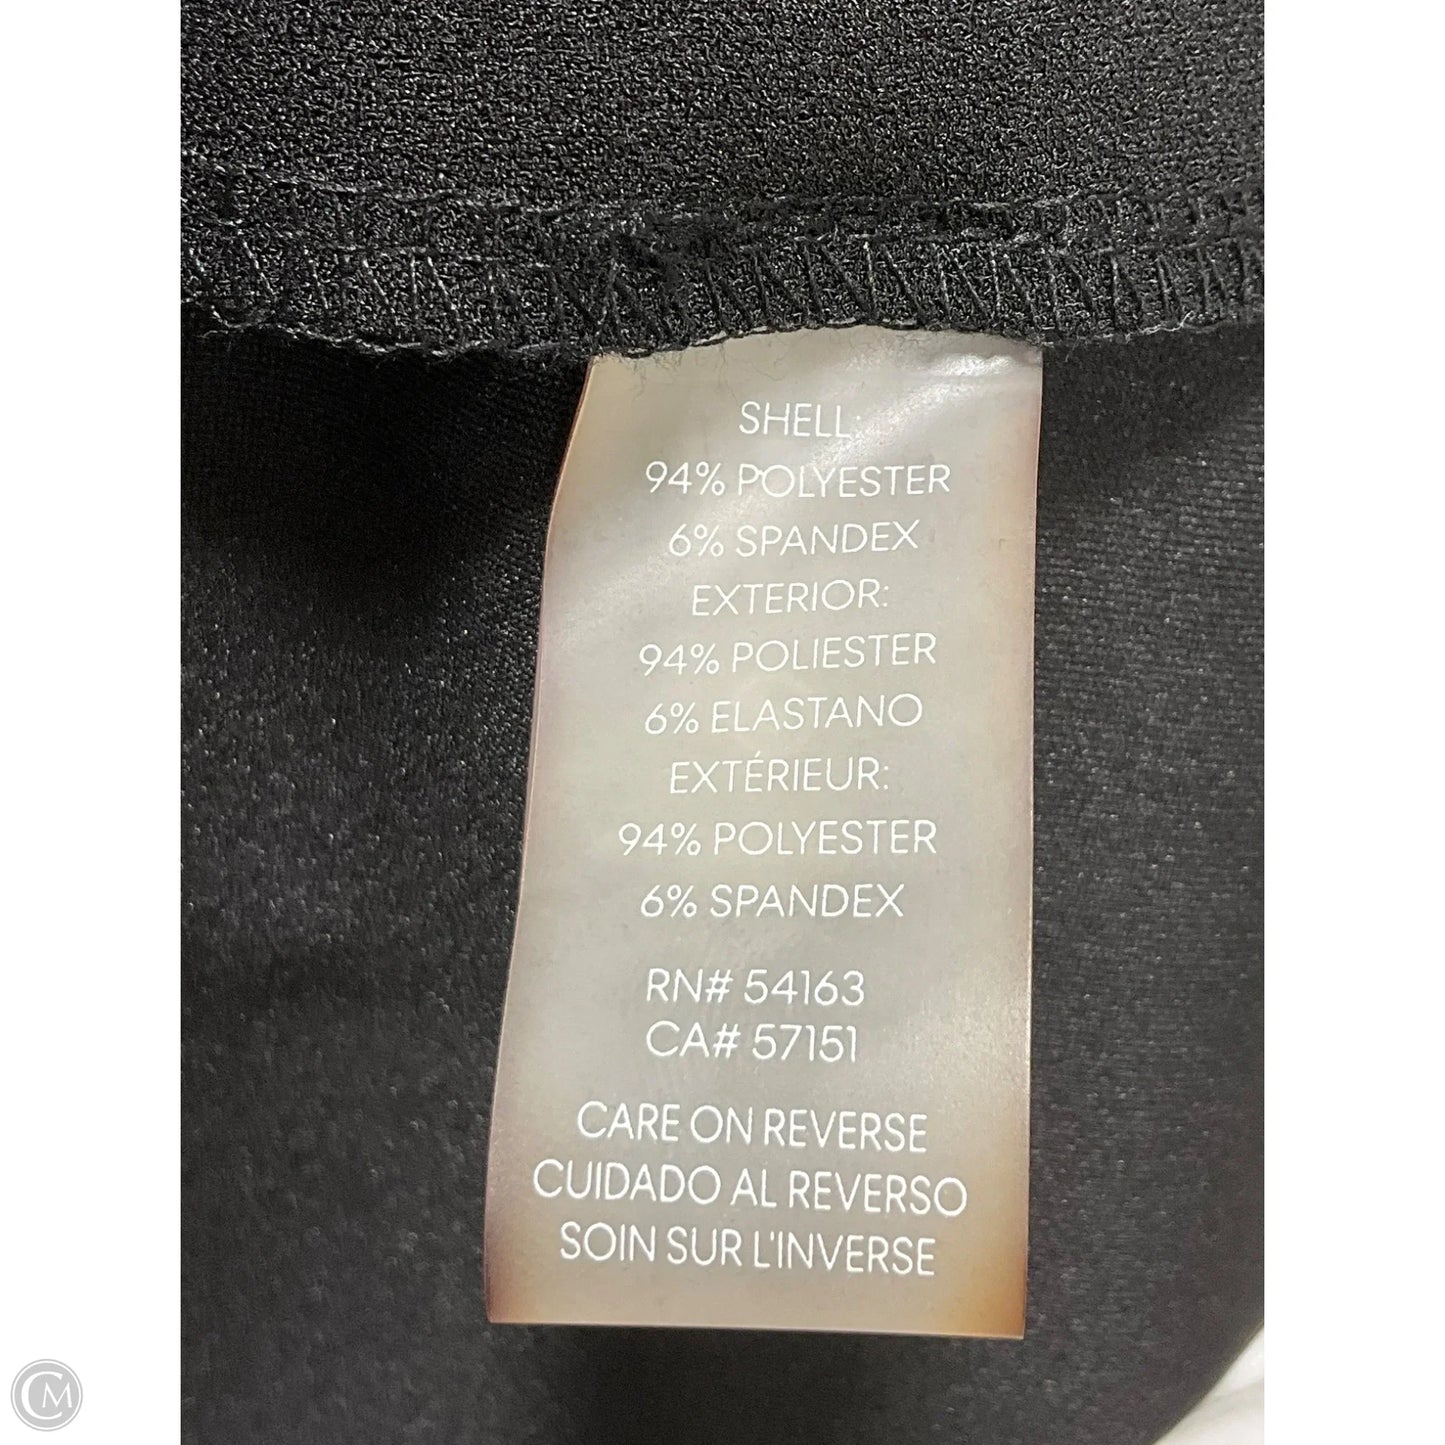 SHELL:
94% POLYESTER
6% SPANDEX
EXTERIOR:
94% POLIESTER
6% ELASTANO
EXTÉRIEUR:
94% POLYESTER
6% SPANDEX
RN# 54163
CA# 57151
CARE ON REVERSE
CUIDADO AL REVERSO
SOIN SUR L'INVERSE
CM